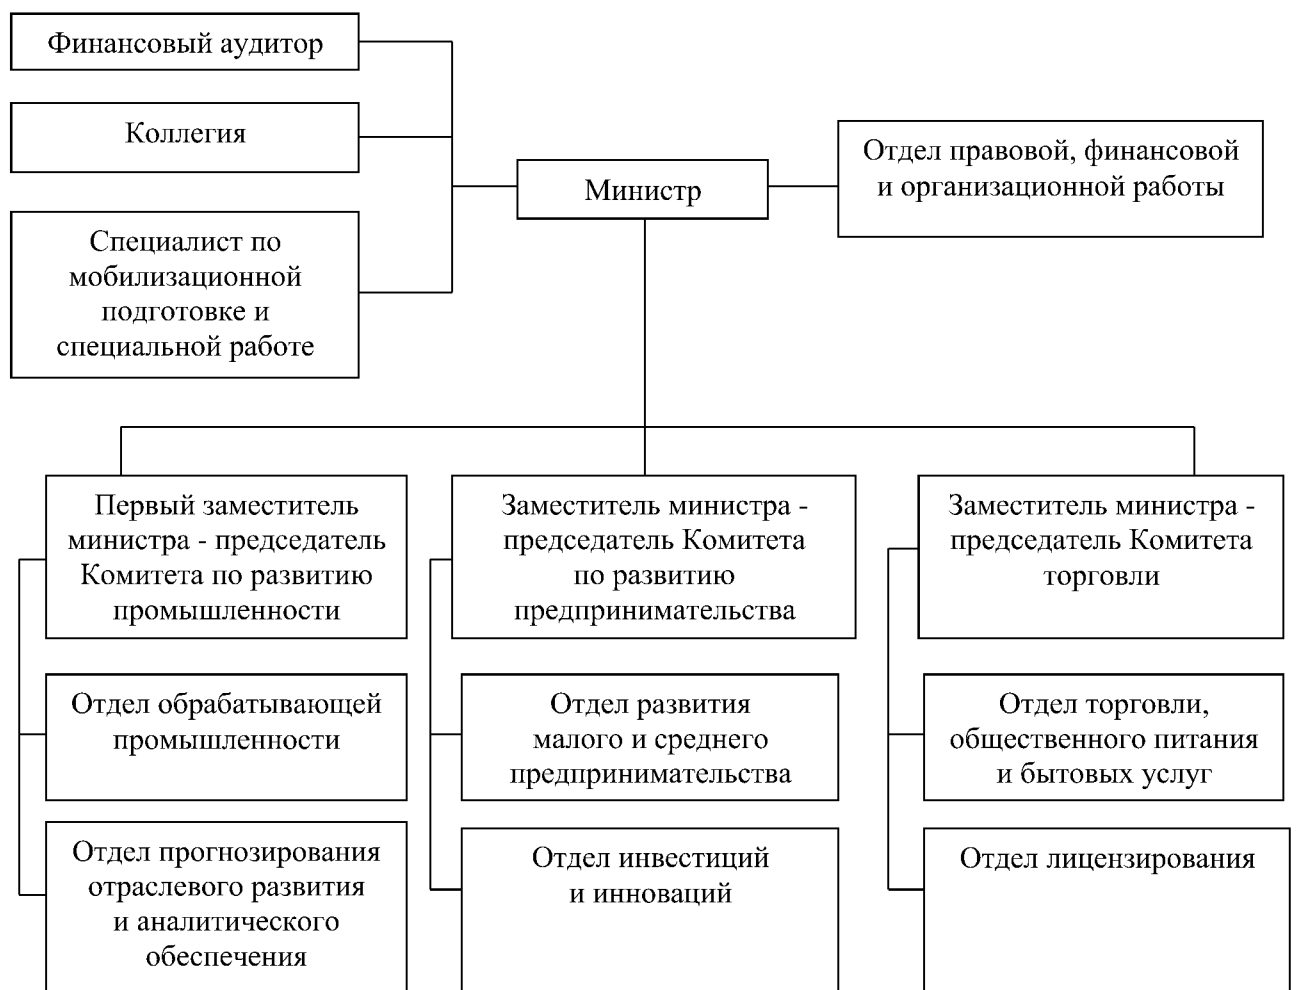 Финансовый аудитор
Коллегия
Специалист по
мобилизационной
подготовке и
специальной работе
Министр
Отдел правовой, финансовой
и организационной работы
Первый заместитель
министра - председатель
Комитета по развитию
промышленности
Заместитель министра -
председатель Комитета
по развитию
предпринимательства
Заместитель министра -
председатель Комитета
торговли
Отдел обрабатывающей
промышленности
Отдел развития
малого и среднего
предпринимательства
Отдел торговли,
общественного питания
и бытовых услуг
Отдел прогнозирования
отраслевого развития
и аналитического
обеспечения
Отдел инвестиций
и инноваций
Отдел лицензирования